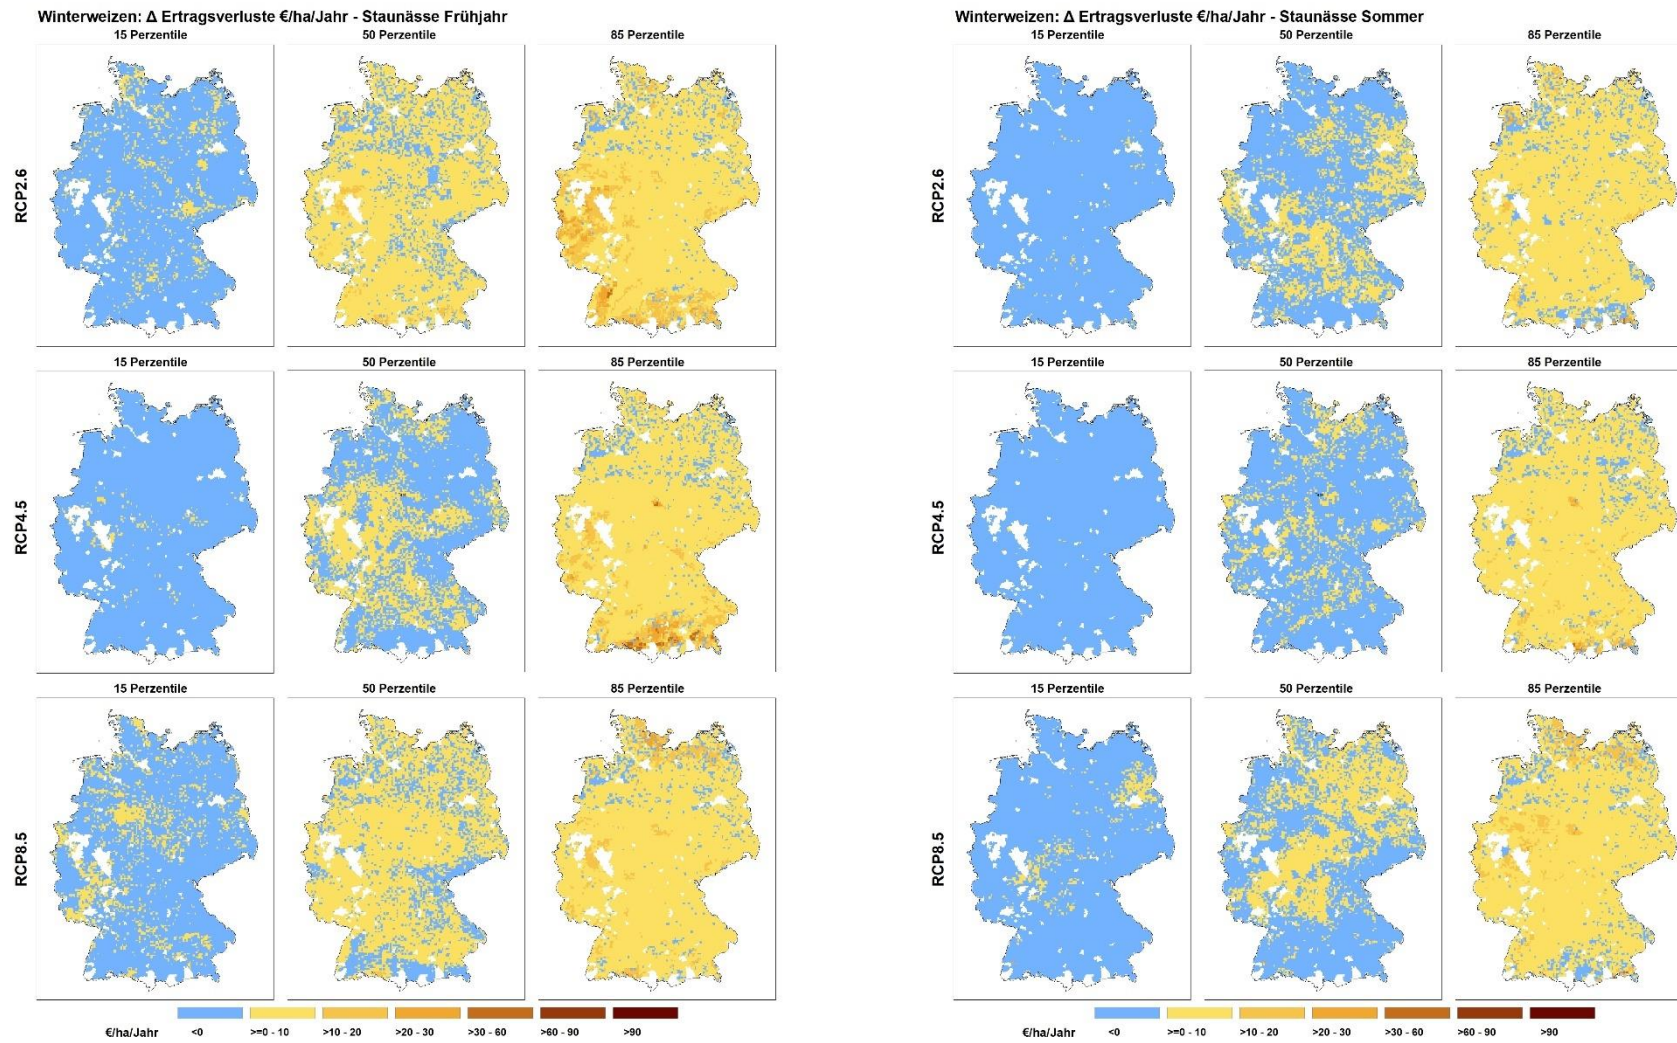 Winterweizen: Δ Ertragsverluste €/ha/Jahr - Staunässe Frühjahr
15 Perzentile
50 Perzentile
85 Perzentile
RCP2.6
15 Perzentile
50 Perzentile
85 Perzentile
RCP4.5
15 Perzentile
50 Perzentile
85 Perzentile
RCP8.5
€/ha/Jahr
<0
>=0 - 10
>10 - 20
>20 - 30
>30 - 60
>60 - 90
>90
Winterweizen: Δ Ertragsverluste €/ha/Jahr - Staunässe Sommer
15 Perzentile
50 Perzentile
85 Perzentile
RCP2.6
15 Perzentile
50 Perzentile
85 Perzentile
RCP4.5
15 Perzentile
50 Perzentile
85 Perzentile
RCP8.5
€/ha/Jahr
<0
>=0 - 10
>10 - 20
>20 - 30
>30 - 60
>60 - 90
>90